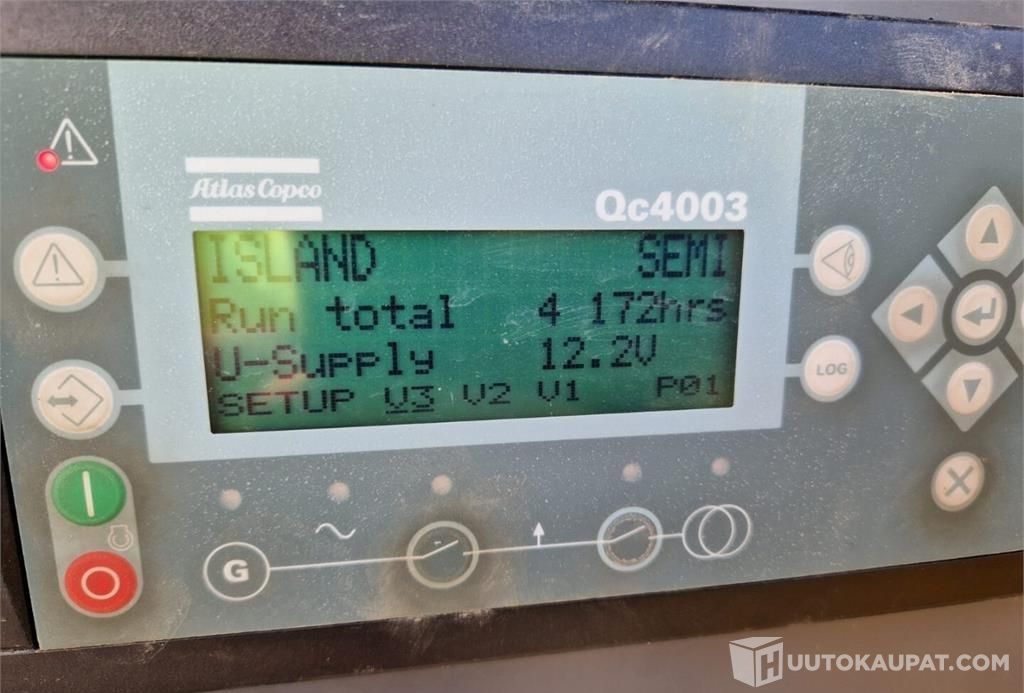 Atlas Copco
Qc4003
ISLAND SEMI
Run total 4 172hrs
U-Supply 12.2V
SETUP V3 V2 V1 P01
LOG
G
HUUTOKAUPAT.COM